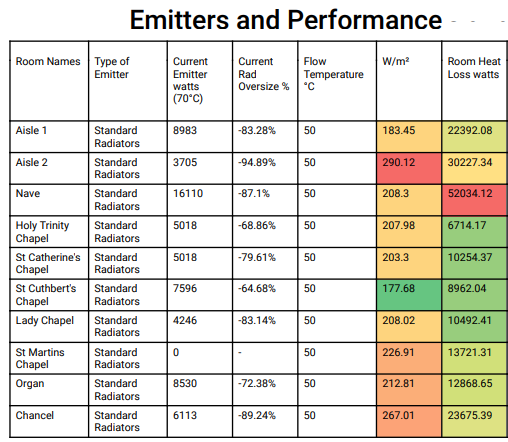 Emitters and Performance - - -
Room Names Type of Emitter Current Emitter watts (70°C) Current Rad Oversize % Flow Temperature °C W/m² Room Heat Loss watts
Aisle 1 Standard Radiators 8983 -83.28% 50 183.45 22392.08
Aisle 2 Standard Radiators 3705 -94.89% 50 290.12 30227.34
Nave Standard Radiators 16110 -87.1% 50 208.3 52034.12
Holy Trinity Chapel Standard Radiators 5018 -68.86% 50 207.98 6714.17
St Catherine's Chapel Standard Radiators 5018 -79.61% 50 203.3 10254.37
St Cuthbert's Chapel Standard Radiators 7596 -64.68% 50 177.68 8962.04
Lady Chapel Standard Radiators 4246 -83.14% 50 208.02 10492.41
St Martins Chapel Standard Radiators 0 - 50 226.91 13721.31
Organ Standard Radiators 8530 -72.38% 50 212.81 12868.65
Chancel Standard Radiators 6113 -89.24% 50 267.01 23675.39